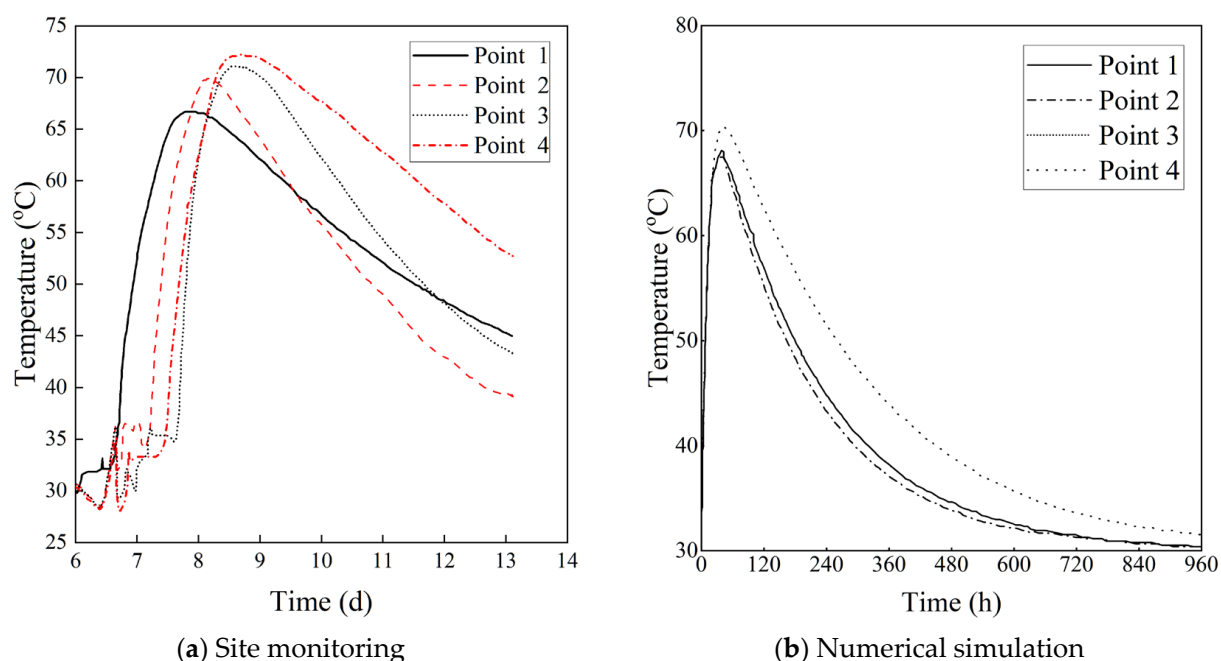 75
70
65
60
55
50
45
40
35
30
25
Temperature (°C)
Point 1
Point 2
Point 3
Point 4
6 7 8 9 10 11 12 13 14
Time (d)
(a) Site monitoring
80
70
60
50
40
30
Temperature (°C)
Point 1
Point 2
Point 3
Point 4
0 120 240 360 480 600 720 840 960
Time (h)
(b) Numerical simulation